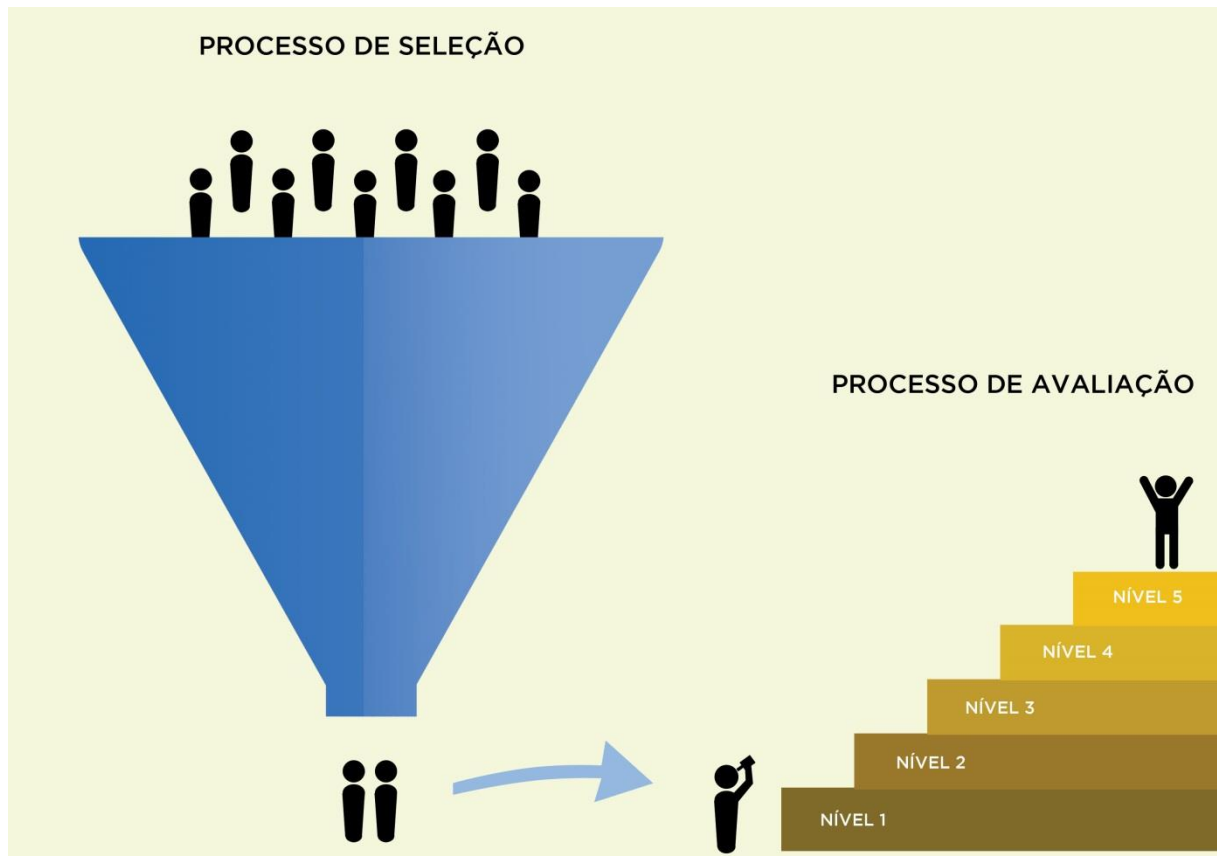 PROCESSO DE SELEÇÃO
PROCESSO DE AVALIAÇÃO
NÍVEL 5
NÍVEL 4
NÍVEL 3
NÍVEL 2
NÍVEL 1